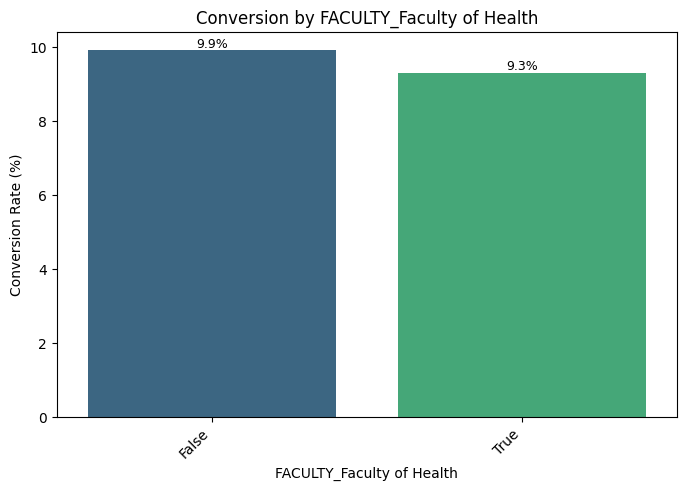 Conversion by FACULTY_Faculty of Health
Conversion Rate (%)
10
8
6
4
2
0
9.9%
9.3%
False
True
FACULTY_Faculty of Health